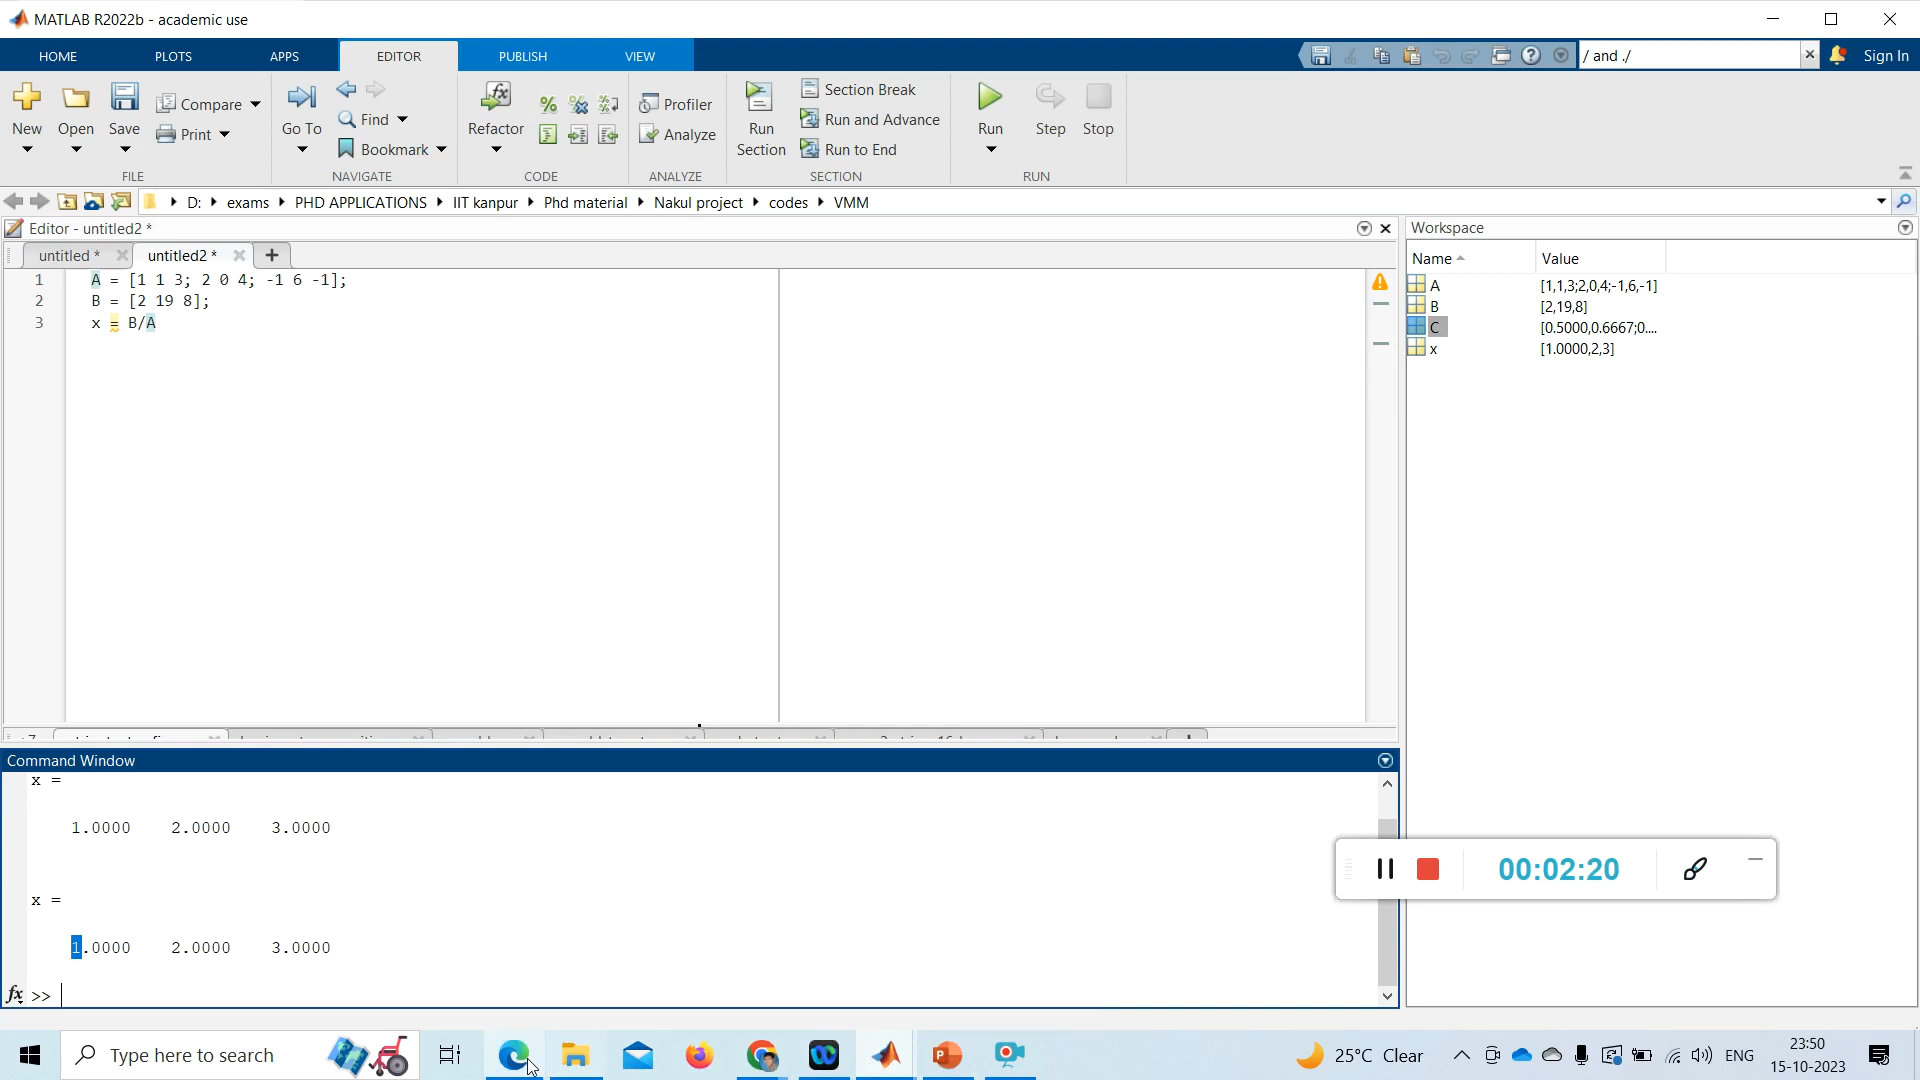 MATLAB R2022b - academic use
HOME PLOTS APPS EDITOR PUBLISH VIEW
/ and ./
Sign In
New
Open
Save
Compare
Print
FILE
Go To
Find
Bookmark
NAVIGATE
Refactor
CODE
Profiler
Analyze
ANALYZE
Run
Section
Section Break
Run and Advance
Run to End
SECTION
Run
Step
Stop
RUN
D: exams PHD APPLICATIONS IIT kanpur Phd material Nakul project codes VMM
Editor - untitled2 *
untitled * untitled2 *
1 A = [1 1 3; 2 0 4; -1 6 -1];
2 B = [2 19 8];
3 x = B/A
Workspace
Name Value
A [1,1,3;2,0,4;-1,6,-1]
B [2,19,8]
C [0.5000,0.6667;0....
x [1.0000,2,3]
Command Window
x =
1.0000 2.0000 3.0000
x =
1.0000 2.0000 3.0000
fx >>
00:02:20
Type here to search
25°C Clear
ENG
23:50
15-10-2023